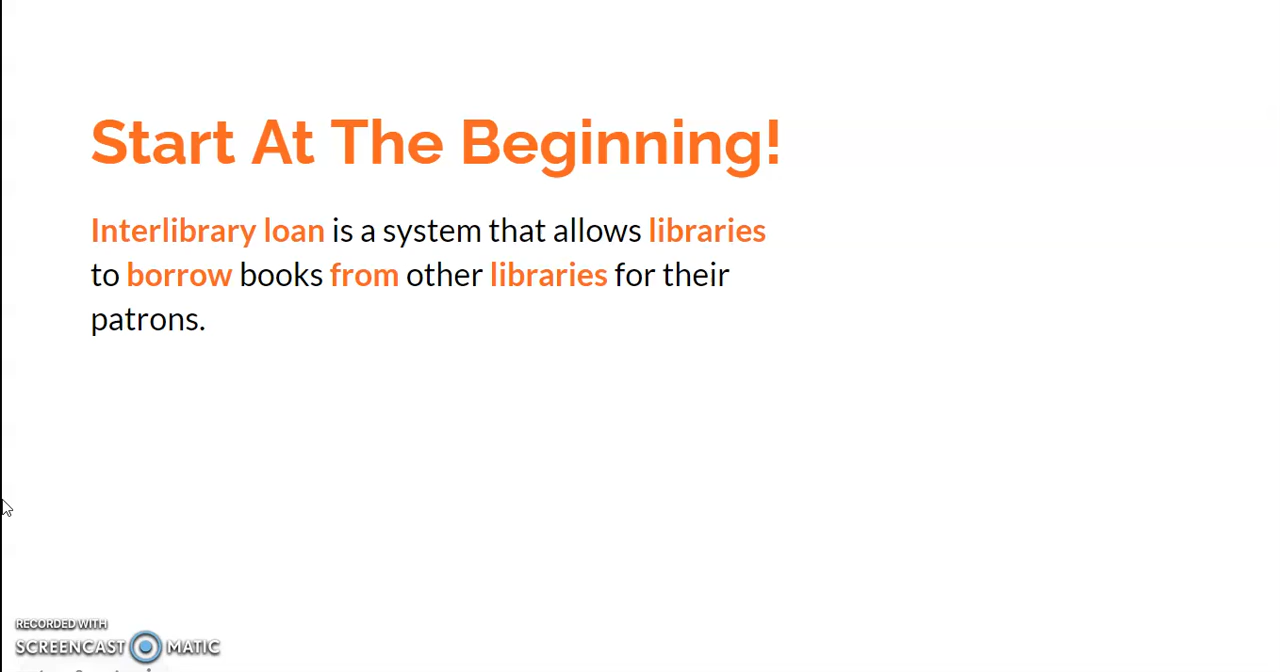 Start At The Beginning!
Interlibrary loan is a system that allows libraries
to borrow books from other libraries for their
patrons.
RECORDED WITH
SCREENCAST MATIC